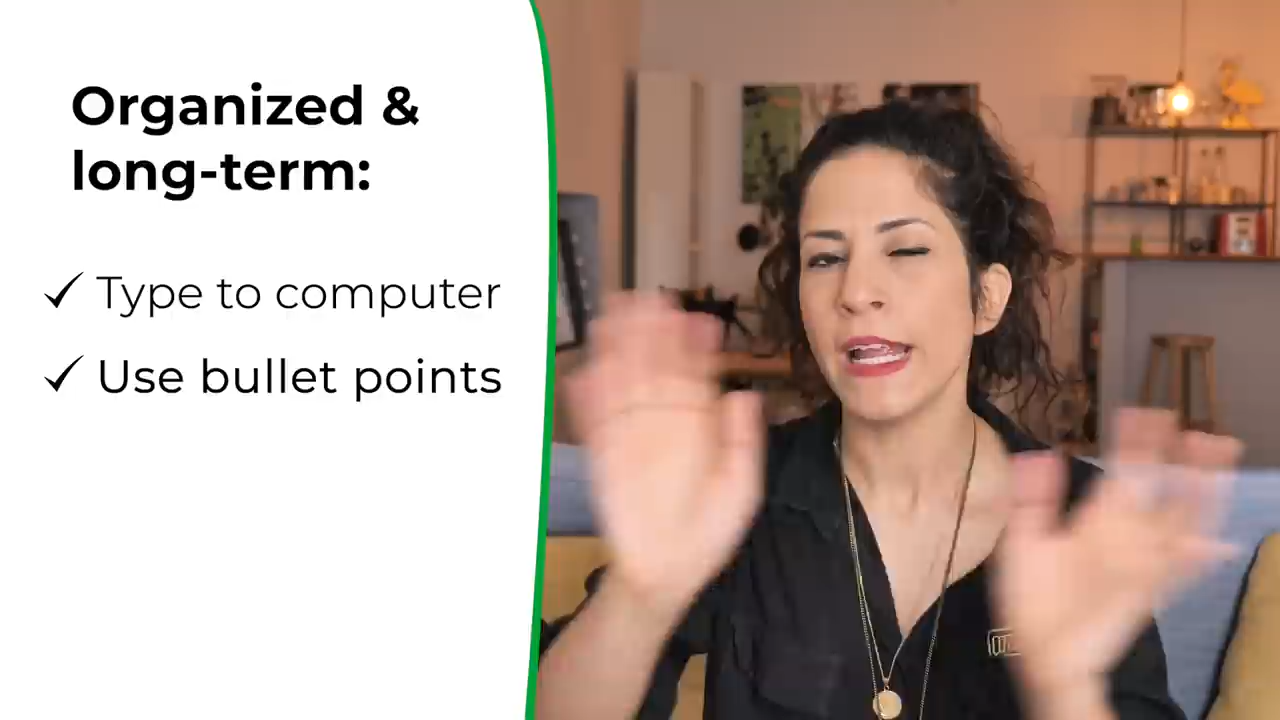 Organized &
long-term:
Type to computer
Use bullet points